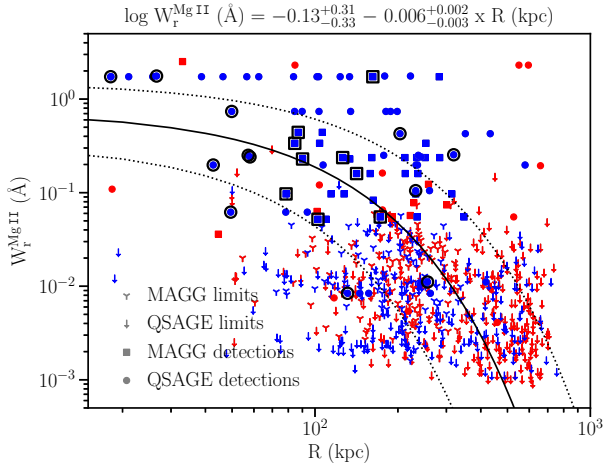 log W_r^{Mg II} (Å) = −0.13^{+0.31}_{−0.33} − 0.006^{+0.002}_{−0.003} x R (kpc)
10^0
10^{−1}
10^{−2}
10^{−3}
W_r^{Mg II} (Å)
MAGG limits
QSAGE limits
MAGG detections
QSAGE detections
10^2
10^3
R (kpc)